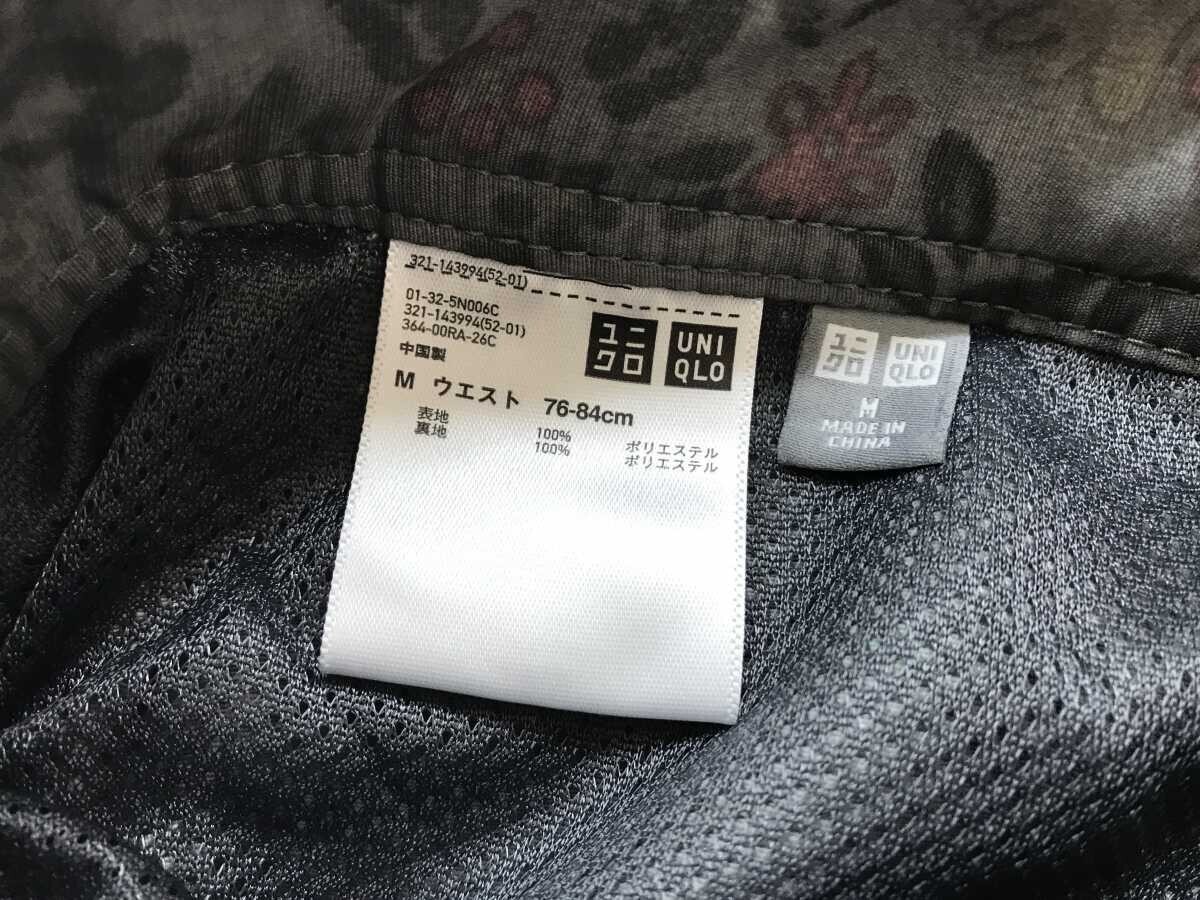 321-143994(52-01)
01-32-5N006C
321-143994(52-01)
364-00RA-26C
中国製
ユニ
クロ
UNI
QLO
M ウエスト 76-84cm
表地 100% ポリエステル
裏地 100% ポリエステル
ユニ
クロ
UNI
QLO
M
MADE IN
CHINA